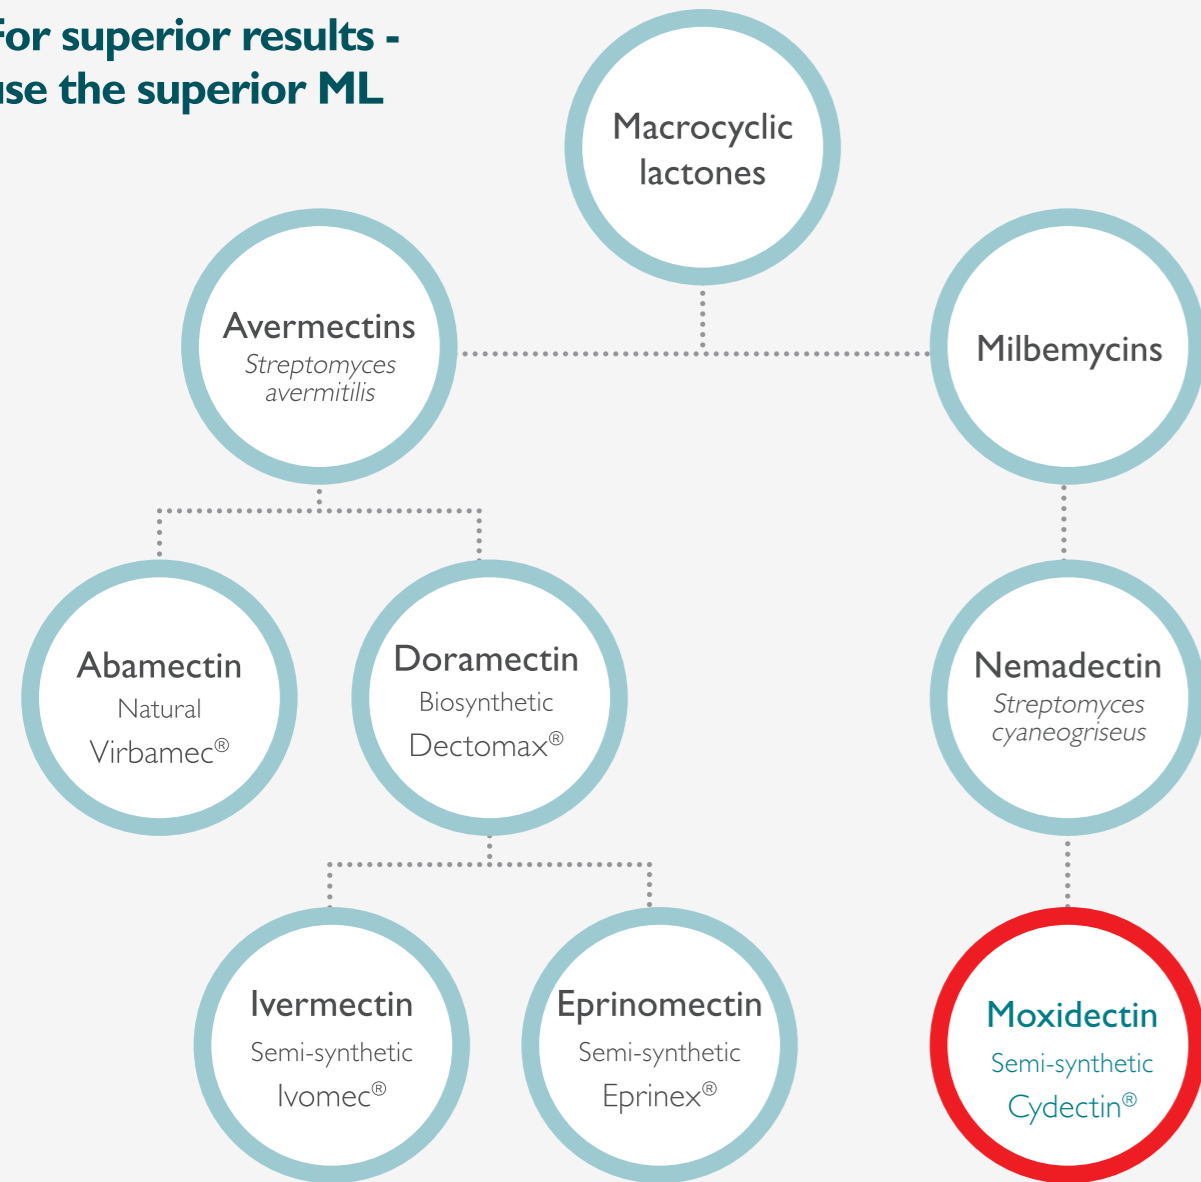 For superior results -
use the superior ML
Macrocyclic
lactones
Avermectins
Streptomyces
avermitilis
Milbemycins
Abamectin
Natural
Virbamec®
Doramectin
Biosynthetic
Dectomax®
Nemadectin
Streptomyces
cyaneogriseus
Ivermectin
Semi-synthetic
Ivomec®
Eprinomectin
Semi-synthetic
Eprinex®
Moxidectin
Semi-synthetic
Cydectin®